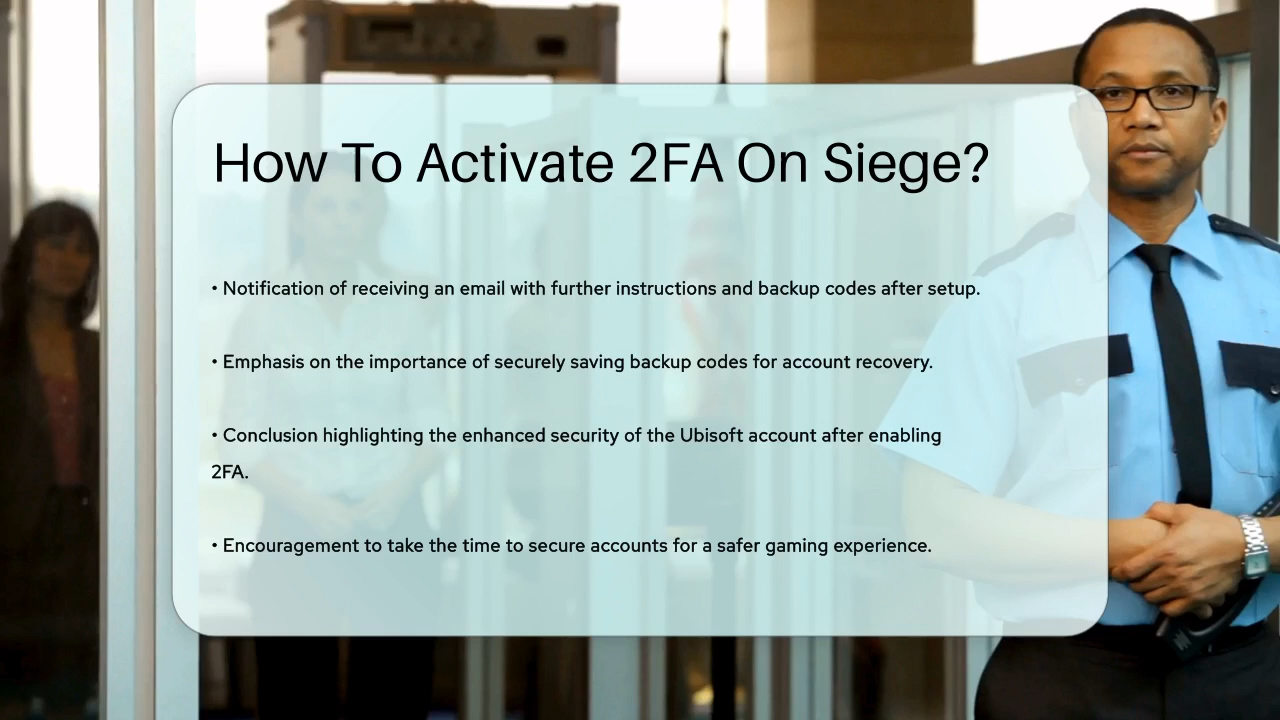 How To Activate 2FA On Siege?
• Notification of receiving an email with further instructions and backup codes after setup.
• Emphasis on the importance of securely saving backup codes for account recovery.
• Conclusion highlighting the enhanced security of the Ubisoft account after enabling
2FA.
• Encouragement to take the time to secure accounts for a safer gaming experience.